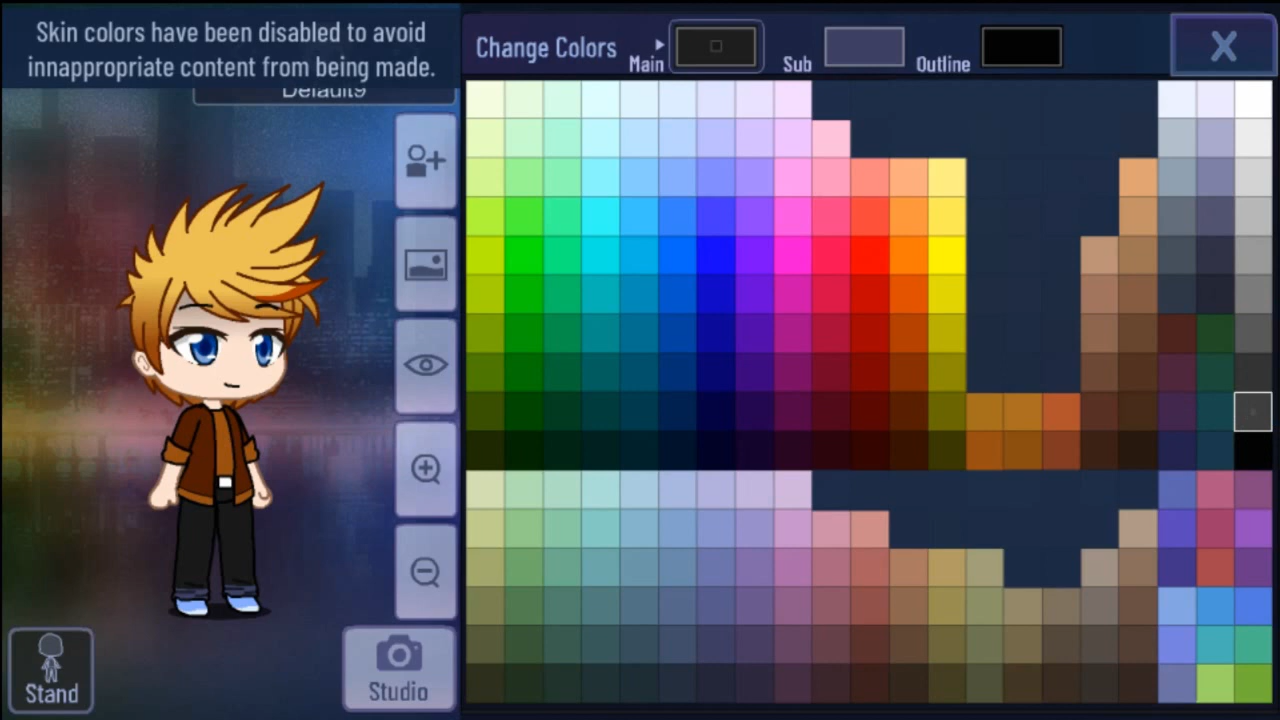 Skin colors have been disabled to avoid
innappropriate content from being made.
Default9
Change Colors
Main
Sub
Outline
X
Stand
Studio